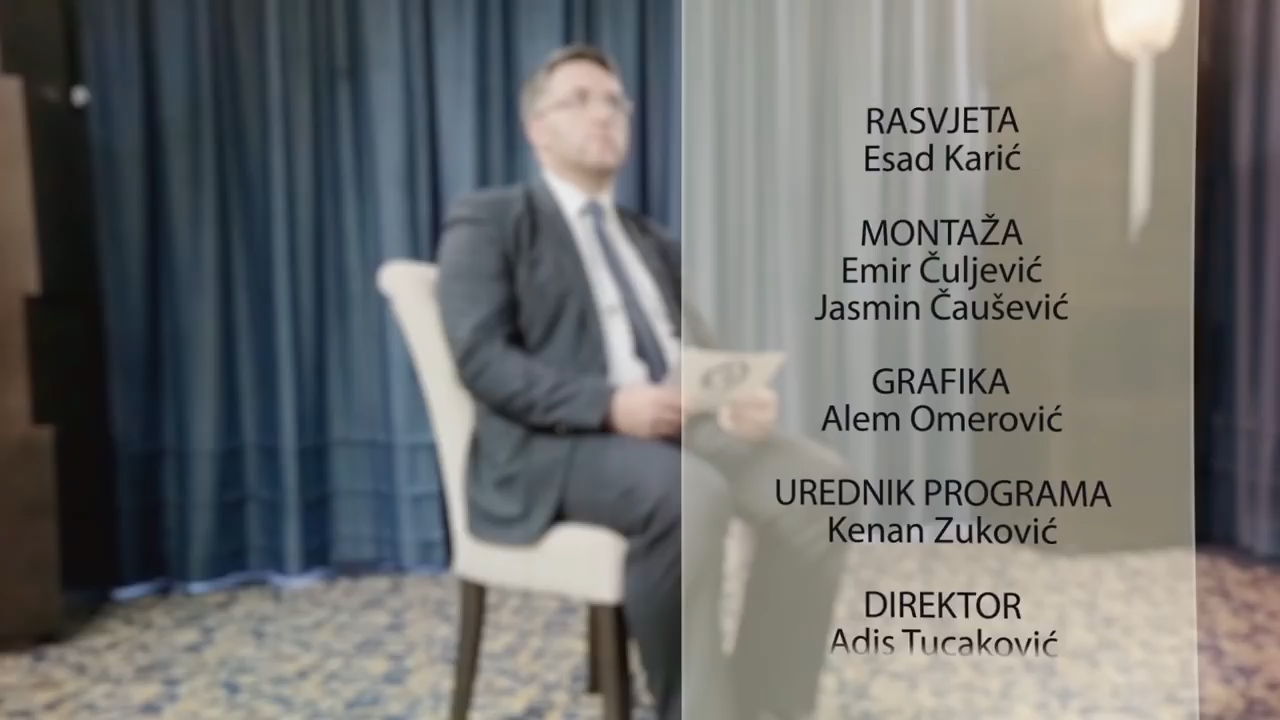 RASVJETA
Esad Karić
MONTAŽA
Emir Čuljević
Jasmin Čaušević
GRAFIKA
Alem Omerović
UREDNIK PROGRAMA
Kenan Zuković
DIREKTOR
Adis Tucaković